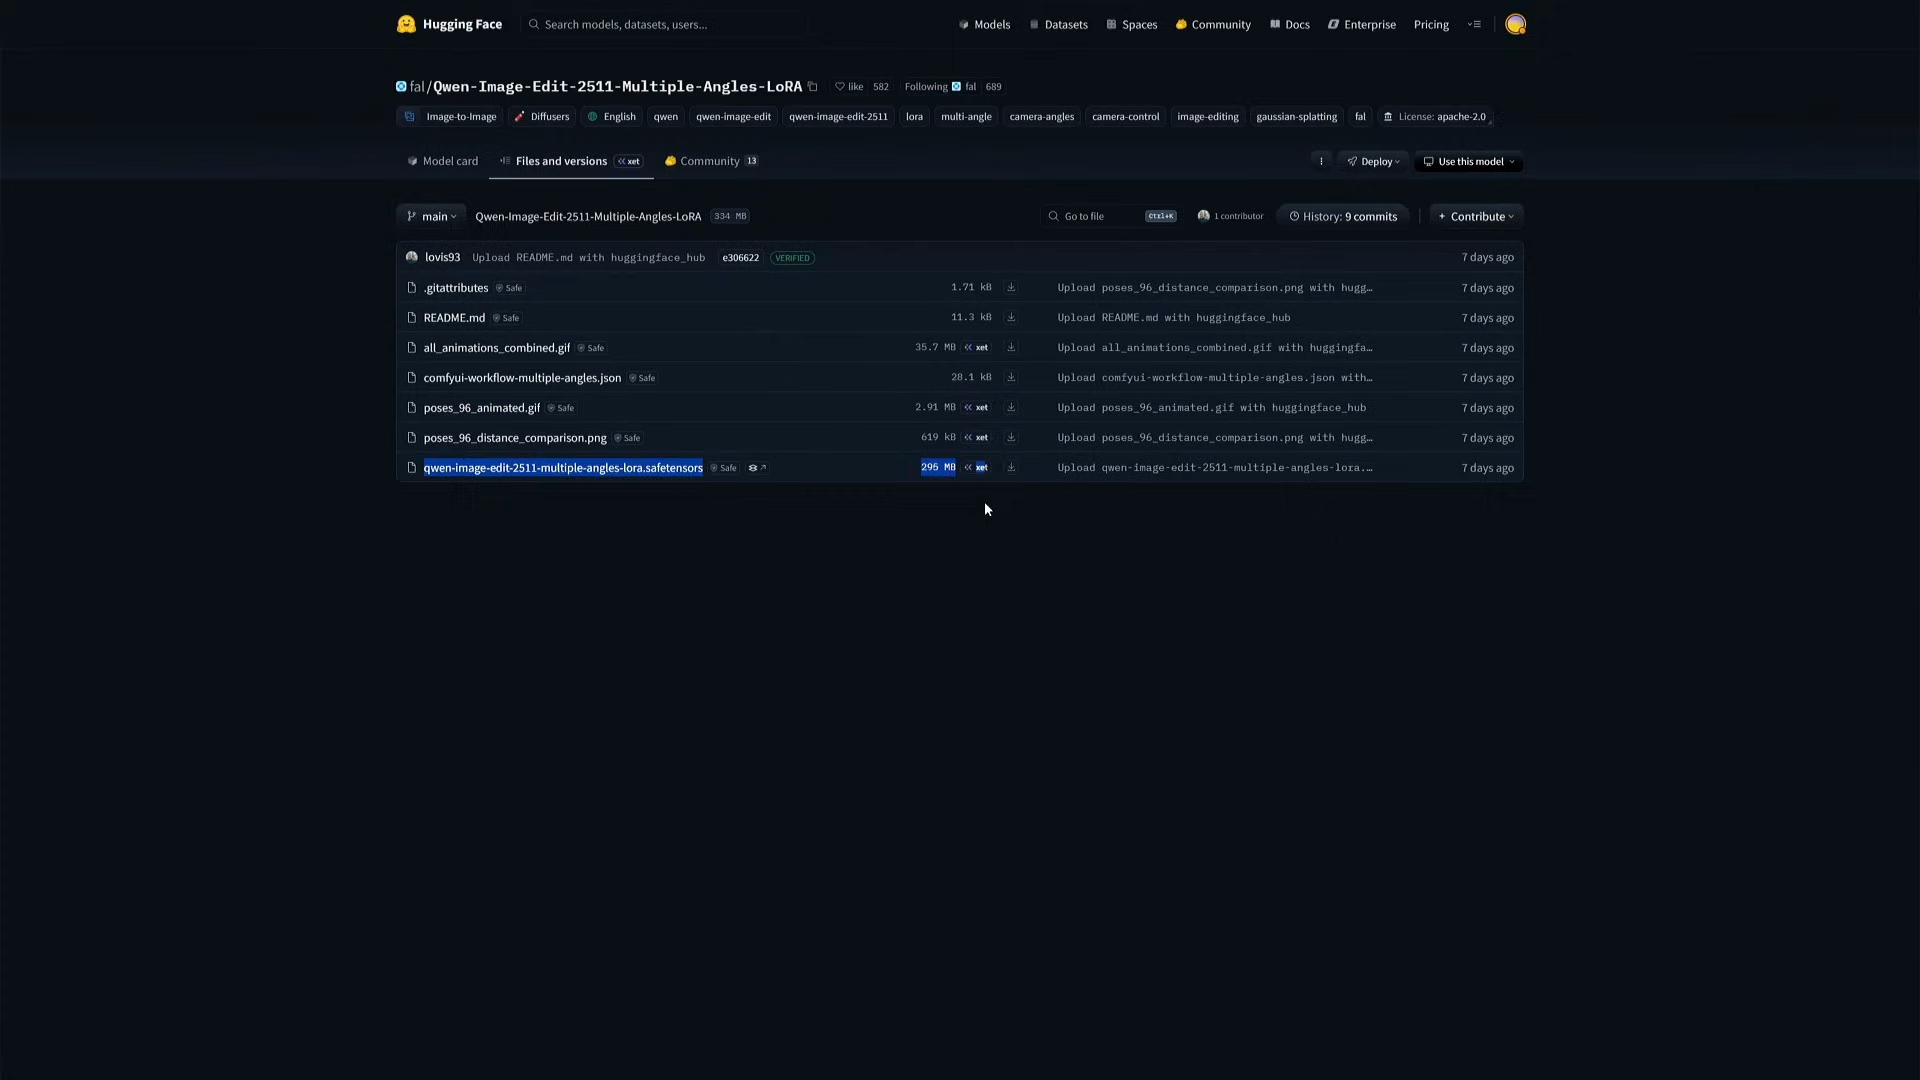 Hugging Face Search models, datasets, users... Models Datasets Spaces Community Docs Enterprise Pricing
fal/Qwen-Image-Edit-2511-Multiple-Angles-LoRA like 582 Following fal 689
Image-to-Image Diffusers English qwen qwen-image-edit qwen-image-edit-2511 lora multi-angle camera-angles camera-control image-editing gaussian-splatting fal License: apache-2.0
Model card Files and versions xet Community 13 Deploy Use this model
main Qwen-Image-Edit-2511-Multiple-Angles-LoRA 334 MB Go to file Ctrl+K 1 contributor History: 9 commits + Contribute
lovis93 Upload README.md with huggingface_hub e306622 VERIFIED 7 days ago
.gitattributes Safe 1.71 kB Upload poses_96_distance_comparison.png with hugg… 7 days ago
README.md Safe 11.3 kB Upload README.md with huggingface_hub 7 days ago
all_animations_combined.gif Safe 35.7 MB xet Upload all_animations_combined.gif with huggingfa… 7 days ago
comfyui-workflow-multiple-angles.json Safe 28.1 kB Upload comfyui-workflow-multiple-angles.json with… 7 days ago
poses_96_animated.gif Safe 2.91 MB xet Upload poses_96_animated.gif with huggingface_hub 7 days ago
poses_96_distance_comparison.png Safe 619 kB xet Upload poses_96_distance_comparison.png with hugg… 7 days ago
qwen-image-edit-2511-multiple-angles-lora.safetensors Safe 295 MB xet Upload qwen-image-edit-2511-multiple-angles-lora.… 7 days ago